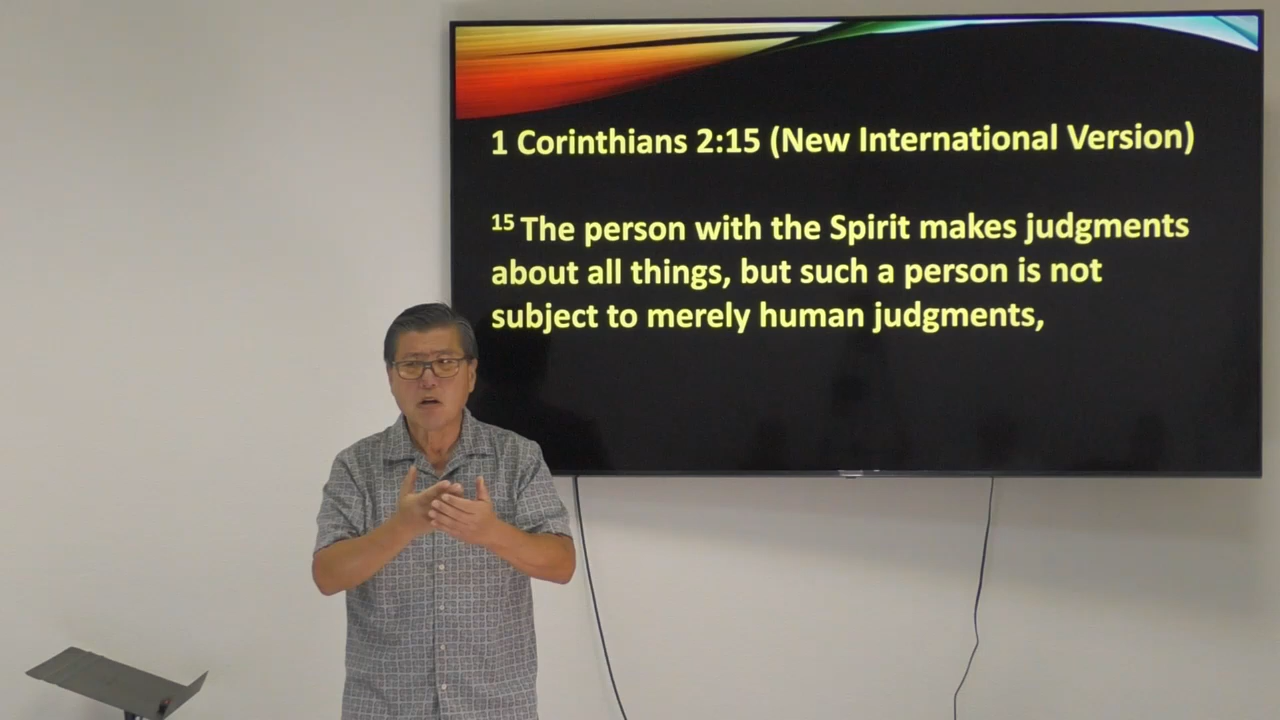 1 Corinthians 2:15 (New International Version)
15 The person with the Spirit makes judgments
about all things, but such a person is not
subject to merely human judgments,